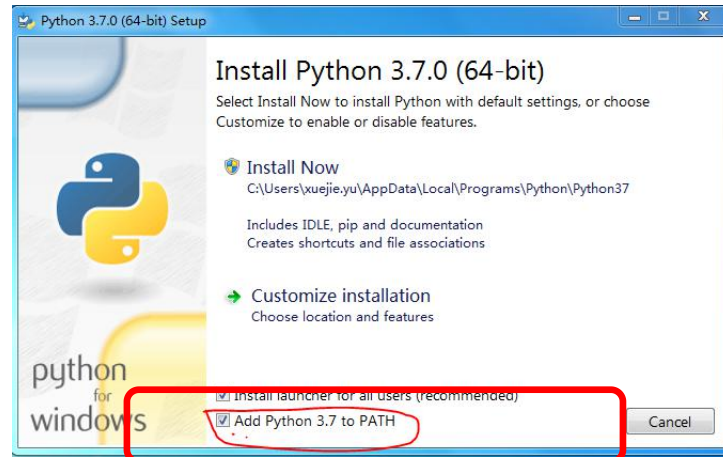 Python 3.7.0 (64-bit) Setup
Install Python 3.7.0 (64-bit)
Select Install Now to install Python with default settings, or choose
Customize to enable or disable features.
Install Now
C:\Users\xuejie.yu\AppData\Local\Programs\Python\Python37
Includes IDLE, pip and documentation
Creates shortcuts and file associations
Customize installation
Choose location and features
python
for
windows
Install launcher for all users (recommended)
Add Python 3.7 to PATH
Cancel